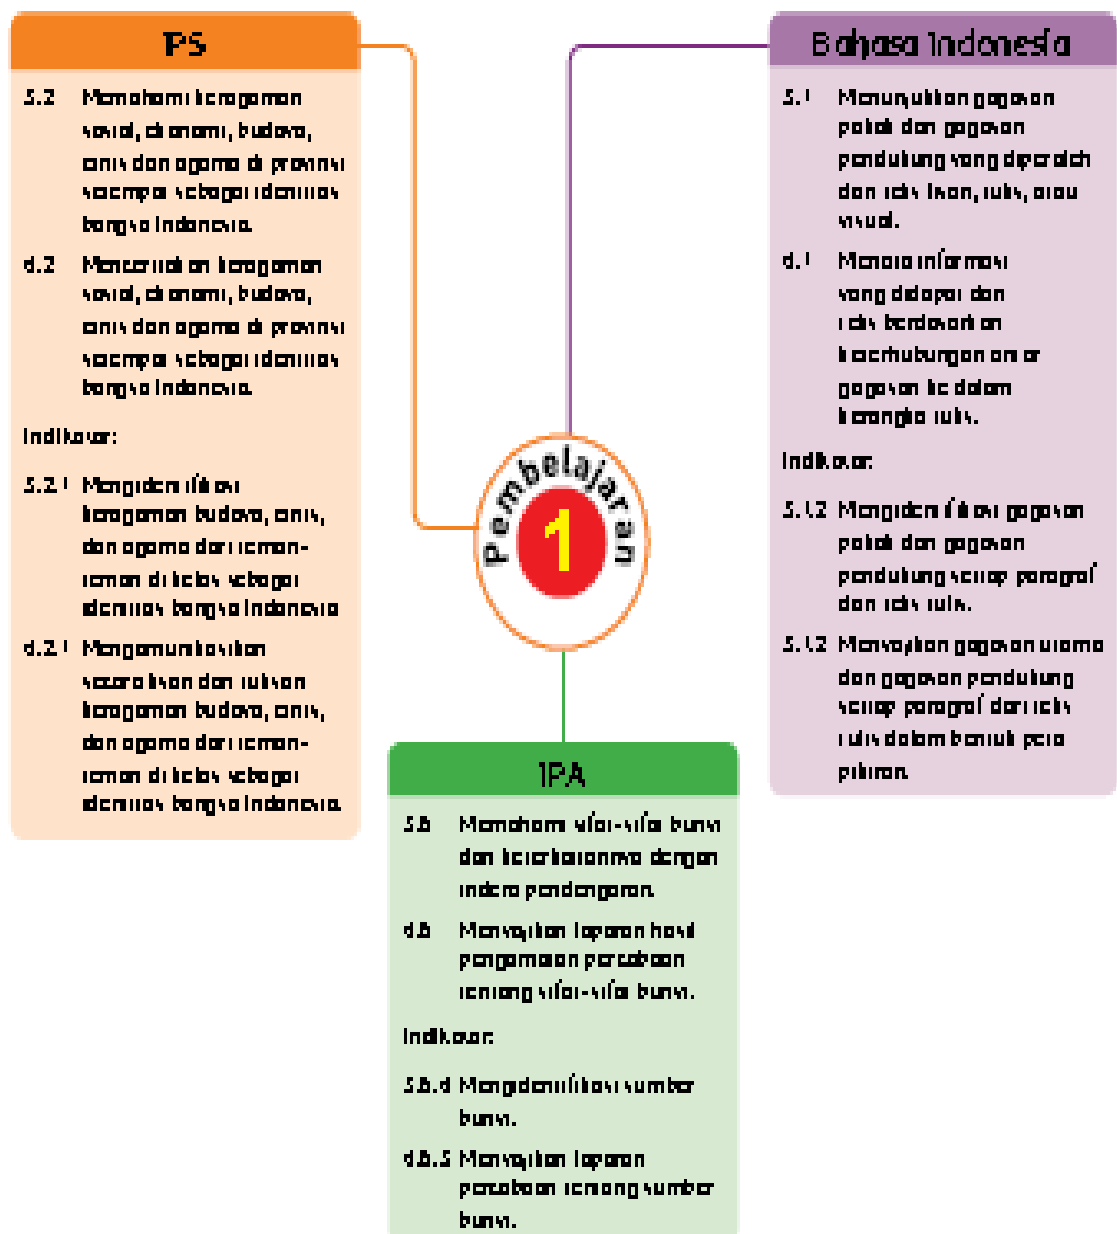 IPS
3.2 Memahami keragaman
sosial, ekonomi, budaya,
etnis dan agama di provinsi
setempat sebagai identitas
bangsa Indonesia.
4.2 Menceritakan keragaman
sosial, ekonomi, budaya,
etnis dan agama di provinsi
setempat sebagai identitas
bangsa Indonesia.
Indikator:
3.2.1 Mengidentifikasi
keragaman budaya, etnis,
dan agama dari teman-
teman di kelas sebagai
identitas bangsa Indonesia
4.2.1 Mengomunikasikan
secara lisan dan tulisan
keragaman budaya, etnis,
dan agama dari teman-
teman di kelas sebagai
identitas bangsa Indonesia.
Bahasa Indonesia
3.1 Menunjukkan gagasan
pokok dan gagasan
pendukung yang diperoleh
dari teks lisan, tulis, atau
visual.
4.1 Menata informasi
yang didapat dari
teks berdasarkan
keterhubungan antar
gagasan ke dalam
kerangka tulis.
Indikator:
3.1.2 Mengidentifikasi gagasan
pokok dan gagasan
pendukung setiap paragraf
dari teks tulis.
3.1.2 Menyajikan gagasan utama
dan gagasan pendukung
setiap paragraf dari teks
tulis dalam bentuk peta
pikiran.
Pembelajaran
1
IPA
3.6 Memahami sifat-sifat bunyi
dan keterkaitannya dengan
indera pendengaran.
4.6 Menyajikan laporan hasil
pengamatan percobaan
tentang sifat-sifat bunyi.
Indikator:
3.6.4 Mengidentifikasi sumber
bunyi.
4.6.5 Menyajikan laporan
percobaan tentang sumber
bunyi.